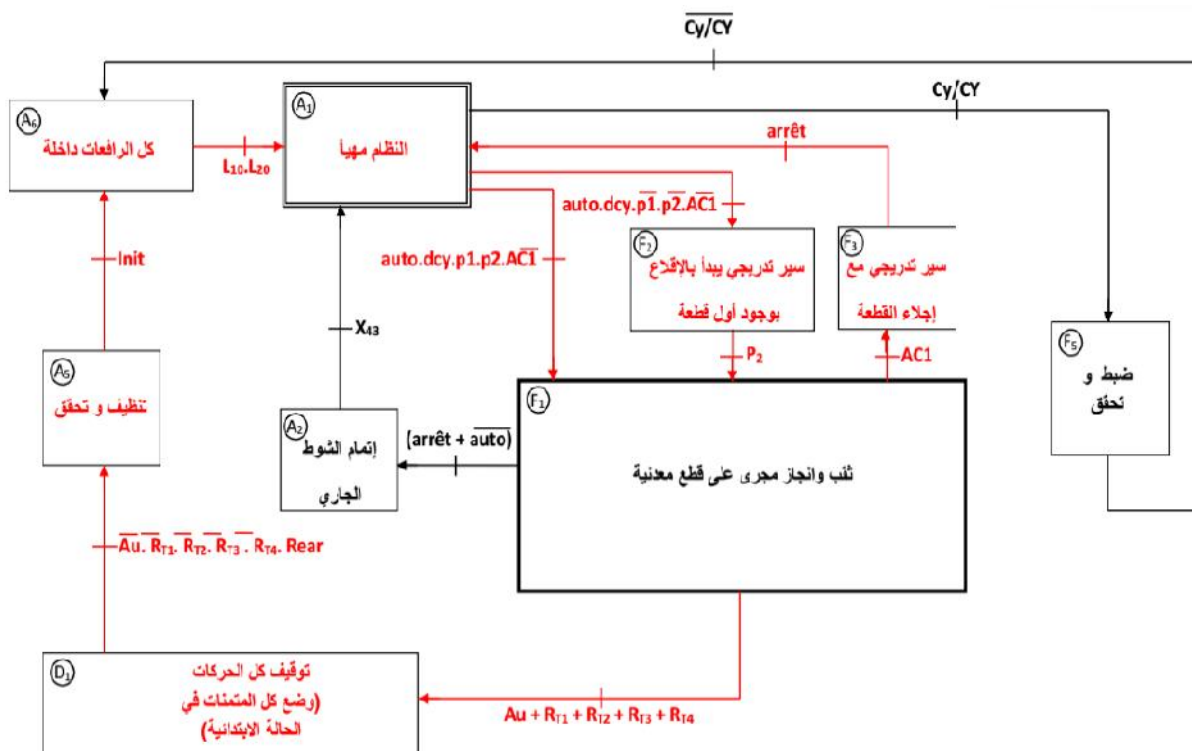 Cy/CY
A6
كل الرافعات داخلة
L10.L20
A1
النظام مهيأ
Cy/CY
arrêt
auto.dcy.p1.p2.AC1
auto.dcy.p1.p2.AC1
F2
سير تدريجي يبدأ بالإقلاع
بوجود أول قطعة
F3
سير تدريجي مع
إجلاء القطعة
Init
X43
P2
AC1
F5
ضبط و
تحقق
A5
تنظيف و تحقق
F1
ثقب وانجاز مجرى على قطع معدنية
A2
إتمام الشوط
الجاري
(arrêt + auto)
Au. RT1. RT2. RT3 . RT4. Rear
D1
توقيف كل الحركات
(وضع كل المتمنات في
الحالة الابتدائية)
Au + RT1 + RT2 + RT3 + RT4